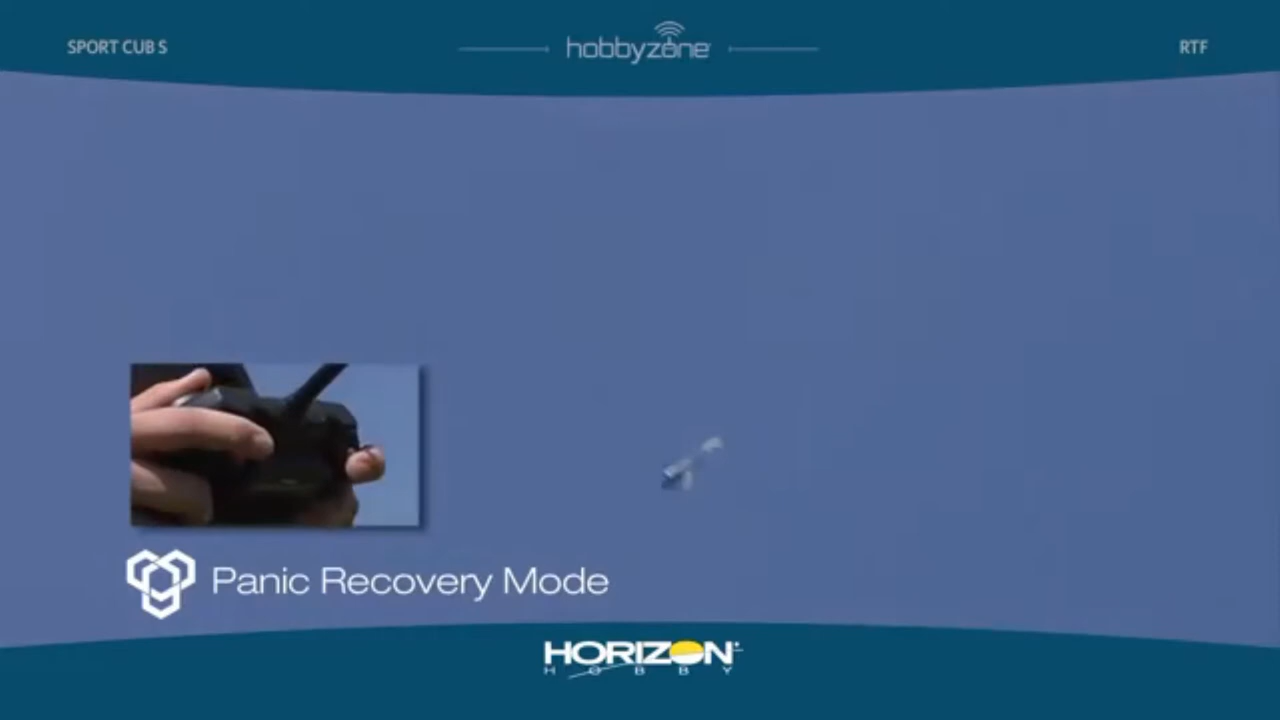 SPORT CUB S
hobbyzone
RTF
Panic Recovery Mode
HORIZON
HOBBY